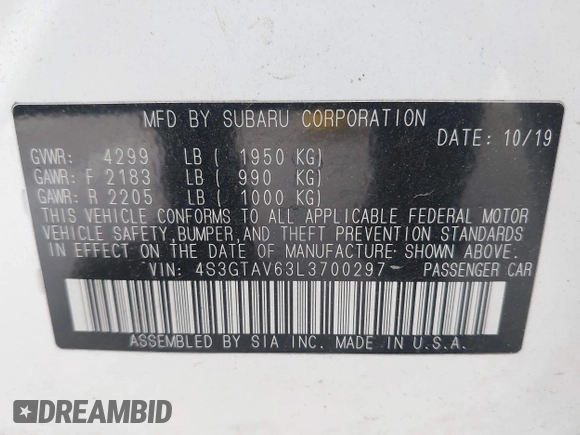 MFD BY SUBARU CORPORATION
DATE: 10/19
GVWR: 4299 LB ( 1950 KG)
GAWR: F 2183 LB ( 990 KG)
GAWR: R 2205 LB ( 1000 KG)
THIS VEHICLE CONFORMS TO ALL APPLICABLE FEDERAL MOTOR
VEHICLE SAFETY, BUMPER, AND THEFT PREVENTION STANDARDS
IN EFFECT ON THE DATE OF MANUFACTURE SHOWN ABOVE.
VIN: 4S3GTAV63L3700297 PASSENGER CAR
ASSEMBLED BY SIA INC. MADE IN U.S.A.
DREAMBID